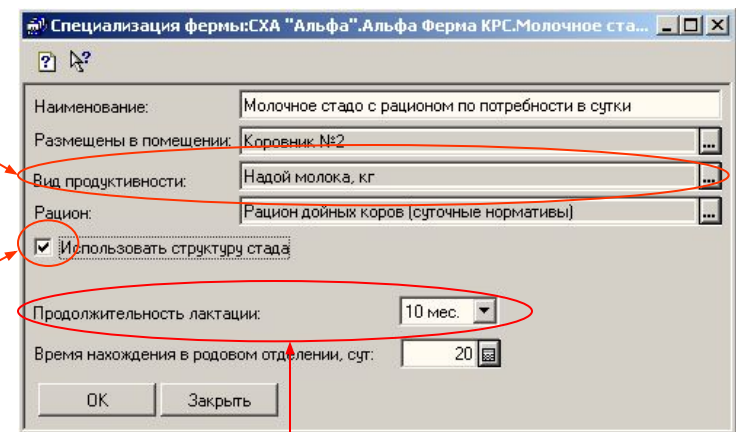 Специализация фермы:СХА "Альфа".Альфа Ферма КРС.Молочное ста...
Наименование: Молочное стадо с рационом по потребности в сутки
Размещены в помещении: Коровник №2 ...
Вид продуктивности: Надой молока, кг ...
Рацион: Рацион дойных коров (суточные нормативы) ...
Использовать структуру стада
Продолжительность лактации: 10 мес.
Время нахождения в родовом отделении, сут: 20
OK Закрыть